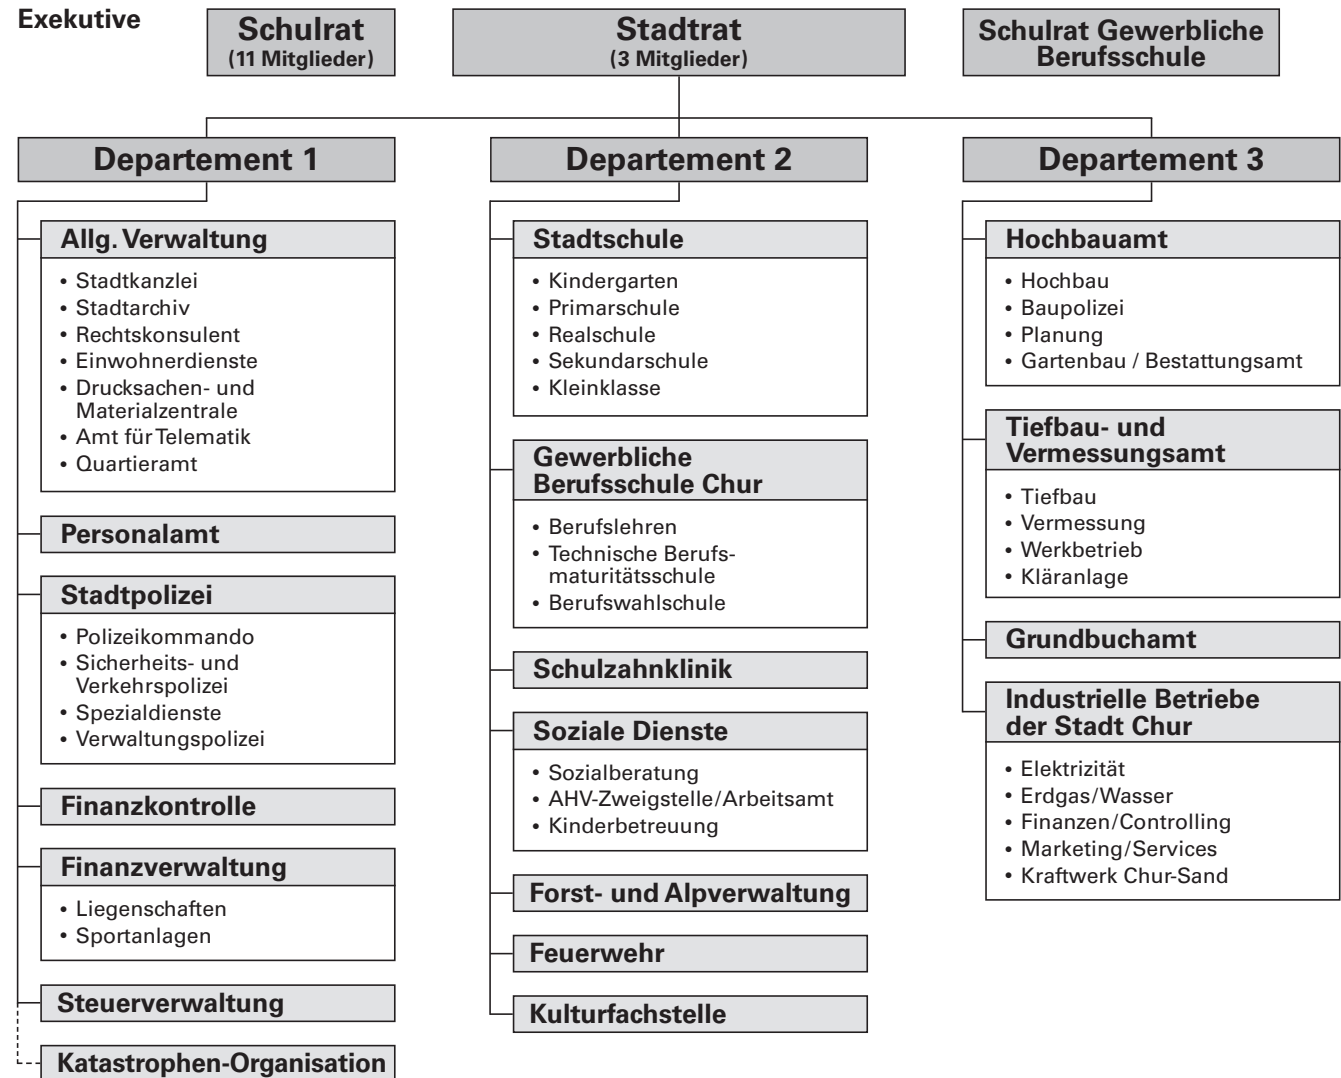 Exekutive
Schulrat
(11 Mitglieder)
Stadtrat
(3 Mitglieder)
Schulrat Gewerbliche
Berufsschule
Departement 1
Allg. Verwaltung
• Stadtkanzlei
• Stadtarchiv
• Rechtskonsulent
• Einwohnerdienste
• Drucksachen- und
Materialzentrale
• Amt für Telematik
• Quartieramt
Personalamt
Stadtpolizei
• Polizeikommando
• Sicherheits- und
Verkehrspolizei
• Spezialdienste
• Verwaltungspolizei
Finanzkontrolle
Finanzverwaltung
• Liegenschaften
• Sportanlagen
Steuerverwaltung
Katastrophen-Organisation
Departement 2
Stadtschule
• Kindergarten
• Primarschule
• Realschule
• Sekundarschule
• Kleinklasse
Gewerbliche
Berufsschule Chur
• Berufslehren
• Technische Berufs-
maturitätsschule
• Berufswahlschule
Schulzahnklinik
Soziale Dienste
• Sozialberatung
• AHV-Zweigstelle/Arbeitsamt
• Kinderbetreuung
Forst- und Alpverwaltung
Feuerwehr
Kulturfachstelle
Departement 3
Hochbauamt
• Hochbau
• Baupolizei
• Planung
• Gartenbau / Bestattungsamt
Tiefbau- und
Vermessungsamt
• Tiefbau
• Vermessung
• Werkbetrieb
• Kläranlage
Grundbuchamt
Industrielle Betriebe
der Stadt Chur
• Elektrizität
• Erdgas/Wasser
• Finanzen/Controlling
• Marketing/Services
• Kraftwerk Chur-Sand